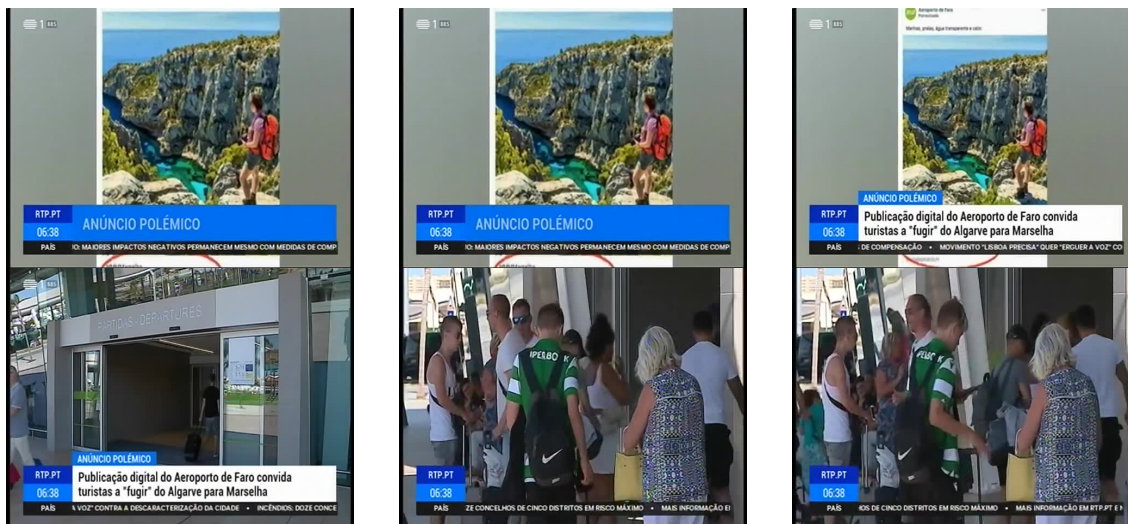 1
ANÚNCIO POLÉMICO
RTP.PT
06:38
PAÍS
IO: MAIORES IMPACTOS NEGATIVOS PERMANECEM MESMO COM MEDIDAS DE COMP
1
ANÚNCIO POLÉMICO
RTP.PT
06:38
PAÍS
IO: MAIORES IMPACTOS NEGATIVOS PERMANECEM MESMO COM MEDIDAS DE COMP
1
Aeroporto de Faro
ANÚNCIO POLÉMICO
RTP.PT
06:38
Publicação digital do Aeroporto de Faro convida
turistas a "fugir" do Algarve para Marselha
PAÍS
S DE COMPENSAÇÃO • MOVIMENTO "LISBOA PRECISA" QUER "ERGUER A VOZ" CO
PARTIDAS DEPARTURES
ANÚNCIO POLÉMICO
RTP.PT
06:38
Publicação digital do Aeroporto de Faro convida
turistas a "fugir" do Algarve para Marselha
PAÍS
A VOZ" CONTRA A DESCARACTERIZAÇÃO DA CIDADE • INCÊNDIOS: DOZE CONCE
RTP.PT
06:38
PAÍS
ZE CONCELHOS DE CINCO DISTRITOS EM RISCO MÁXIMO • MAIS INFORMAÇÃO E
RTP.PT
06:38
PAÍS
HOS DE CINCO DISTRITOS EM RISCO MÁXIMO • MAIS INFORMAÇÃO EM RTP.PT E